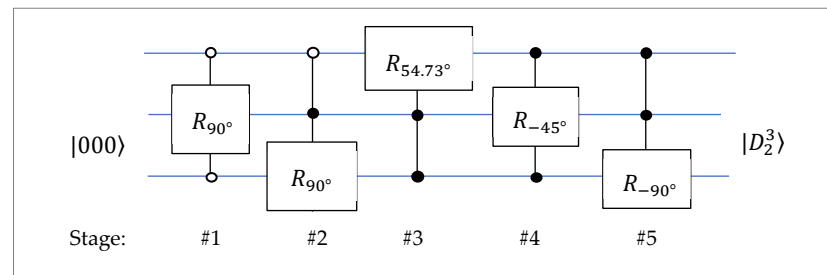 R₅₄.₇₃°
R₉₀° R₋₄₅°
|000⟩ |D₂³⟩
R₉₀° R₋₉₀°
Stage: #1 #2 #3 #4 #5